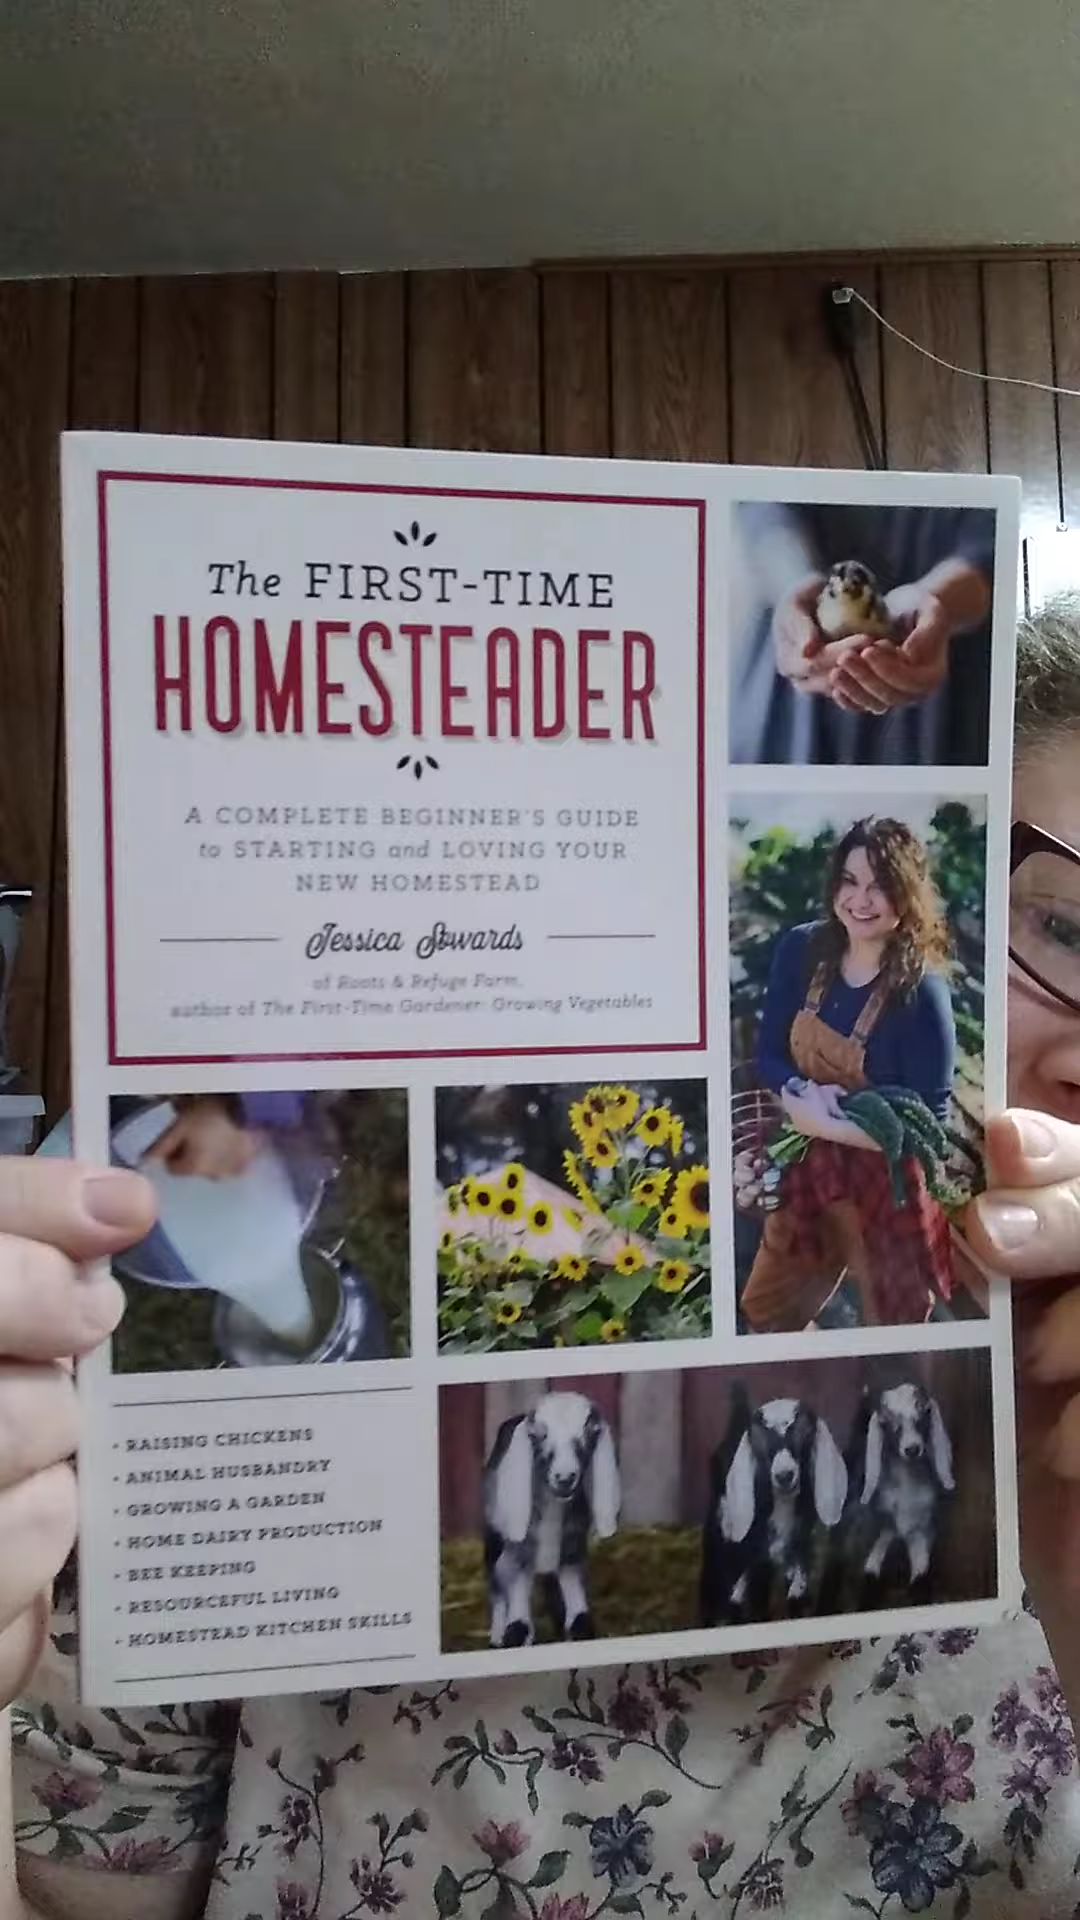 The FIRST-TIME
HOMESTEADER
A COMPLETE BEGINNER'S GUIDE
to STARTING and LOVING YOUR
NEW HOMESTEAD
Jessica Sowards
of Roots & Refuge Farm,
author of The First-Time Gardener: Growing Vegetables
• RAISING CHICKENS
• ANIMAL HUSBANDRY
• GROWING A GARDEN
• HOME DAIRY PRODUCTION
• BEE KEEPING
• RESOURCEFUL LIVING
• HOMESTEAD KITCHEN SKILLS